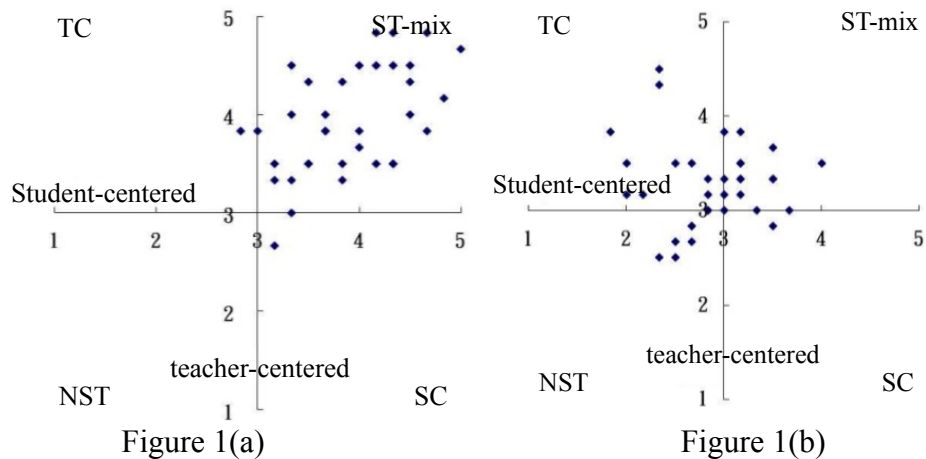 TC
5
ST-mix
4
Student-centered
3
1
2
3
4
5
2
teacher-centered
NST
1
SC
Figure 1(a)
TC
5
ST-mix
4
Student-centered
3
1
2
3
4
5
2
teacher-centered
NST
1
SC
Figure 1(b)